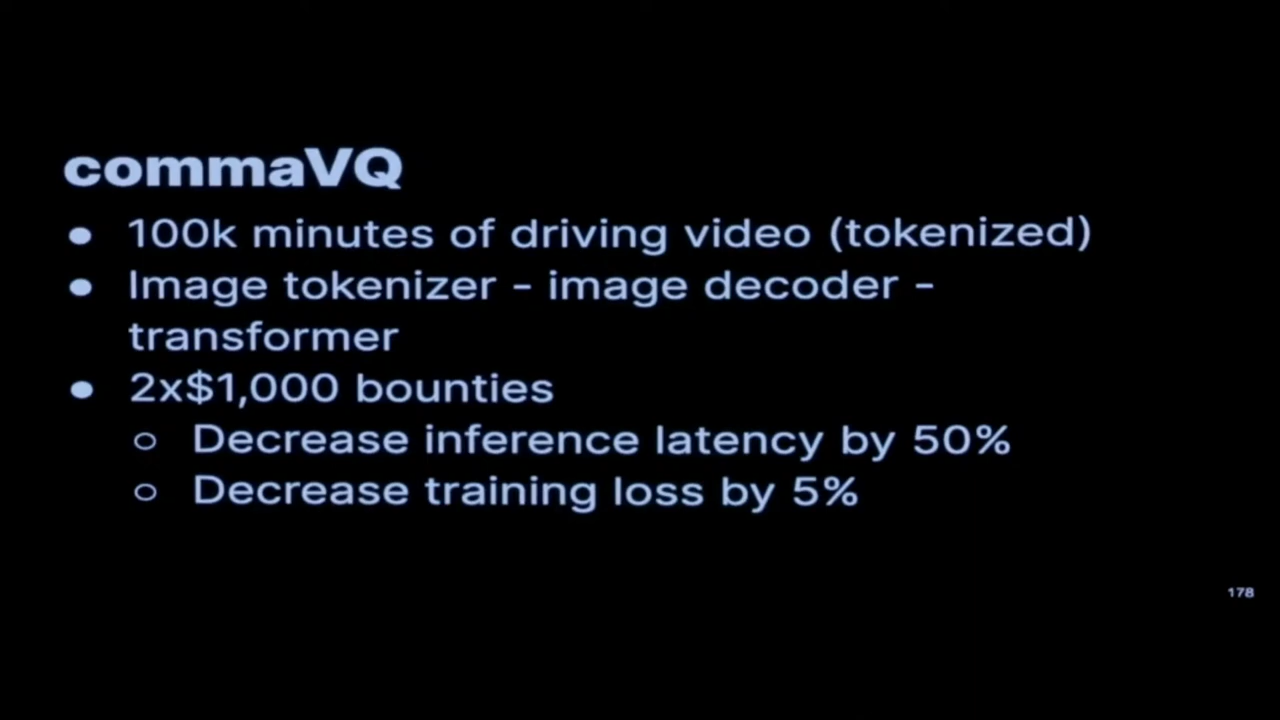 commaVQ
● 100k minutes of driving video (tokenized)
● Image tokenizer - image decoder -
transformer
● 2x$1,000 bounties
○ Decrease inference latency by 50%
○ Decrease training loss by 5%
178